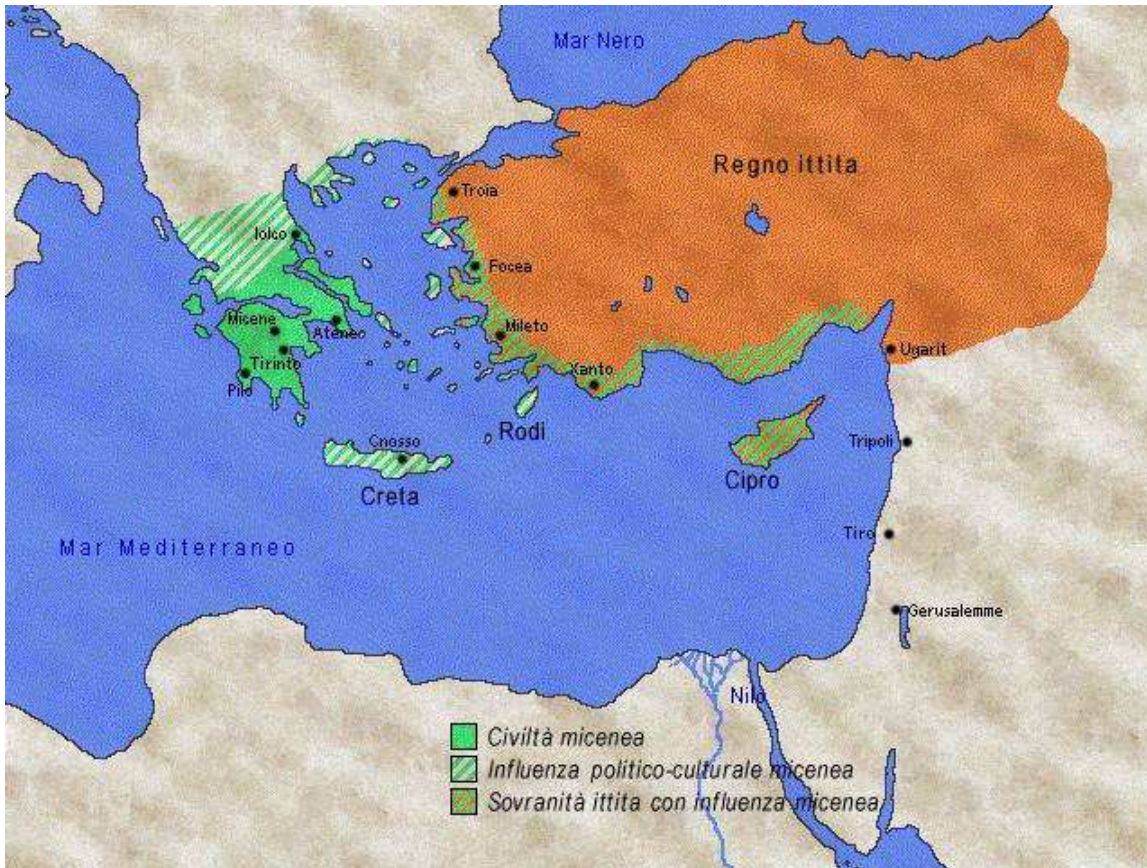 Mar Nero
Regno ittita
Troia
Iolco
Focea
Micene
Ateneo
Mileto
Tirinto
Ugarit
Pilo
Xanto
Rodi
Cnosso
Tripoli
Creta
Cipro
Mar Mediterraneo
Tiro
Gerusalemme
Nilo
Civiltà micenea
Influenza politico-culturale micenea
Sovranità ittita con influenza micenea